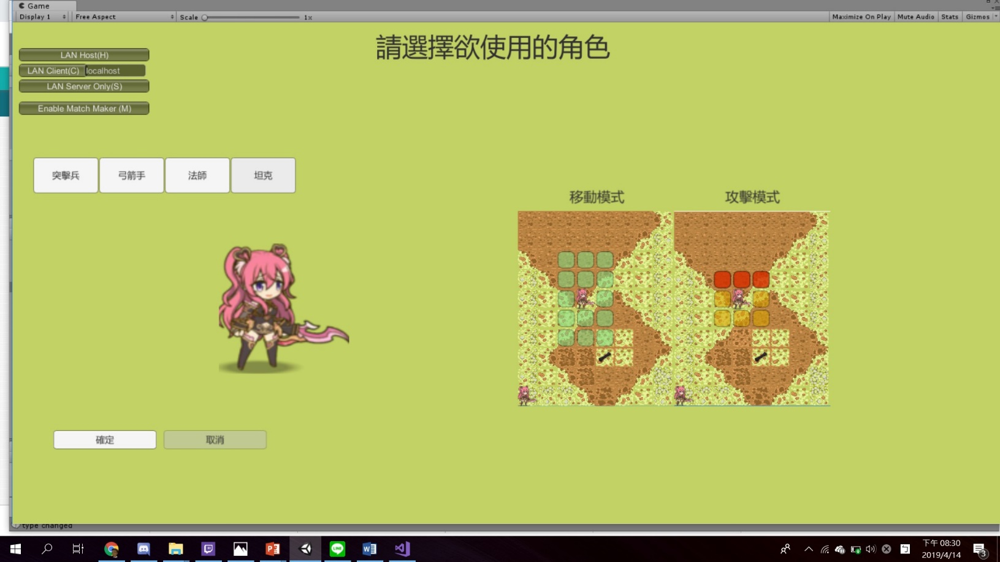 Game
Display 1 Free Aspect Scale 1x Maximize On Play Mute Audio Stats Gizmos
請選擇欲使用的角色
LAN Host(H)
LAN Client(C) localhost
LAN Server Only(S)
Enable Match Maker (M)
突擊兵 弓箭手 法師 坦克
移動模式 攻擊模式
確定 取消
type changed
下午 08:30
2019/4/14
3